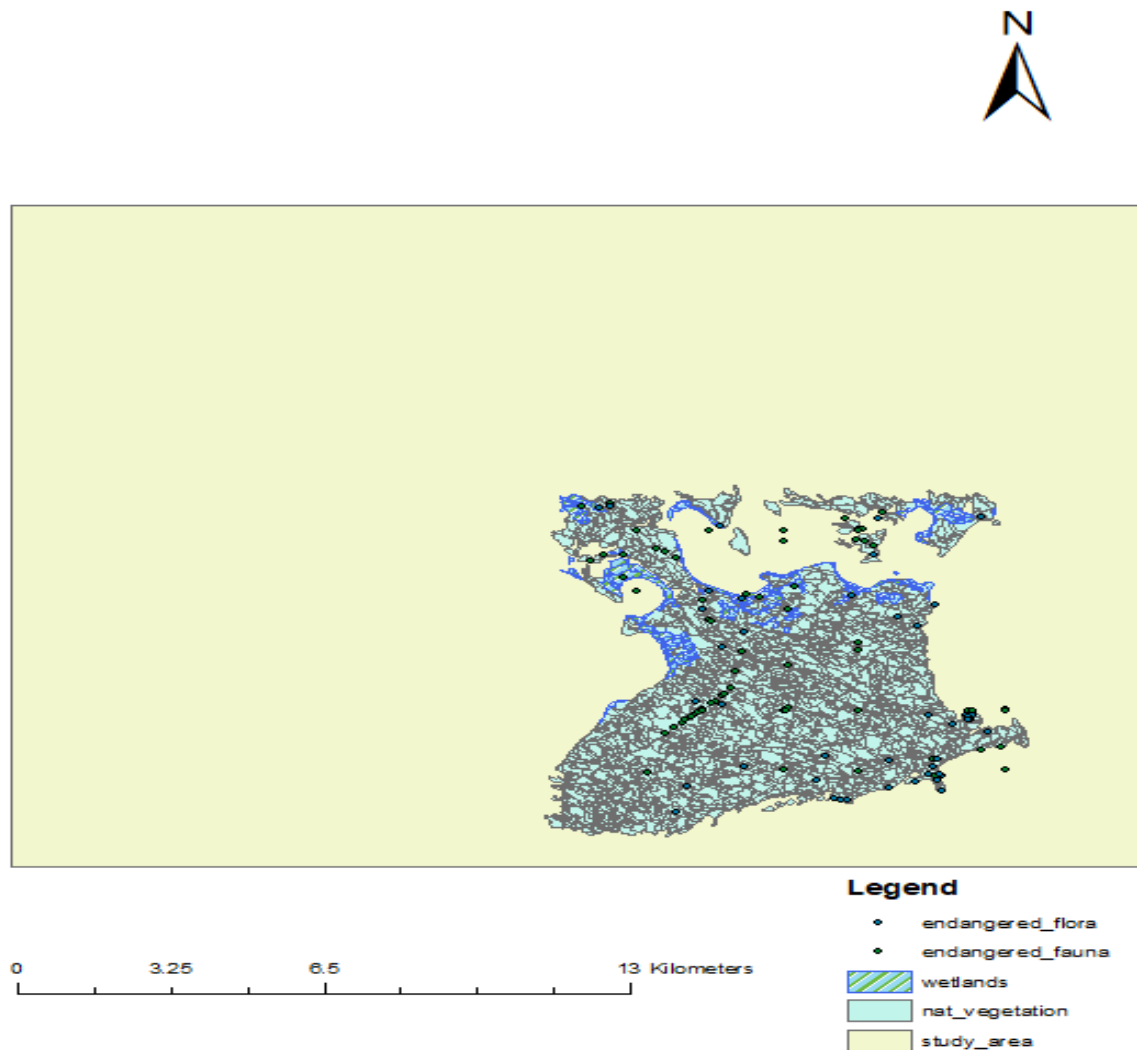 N
0 3.25 6.5 13 Kilometers
Legend
endangered_flora
endangered_fauna
wetlands
nat_vegetation
study_area